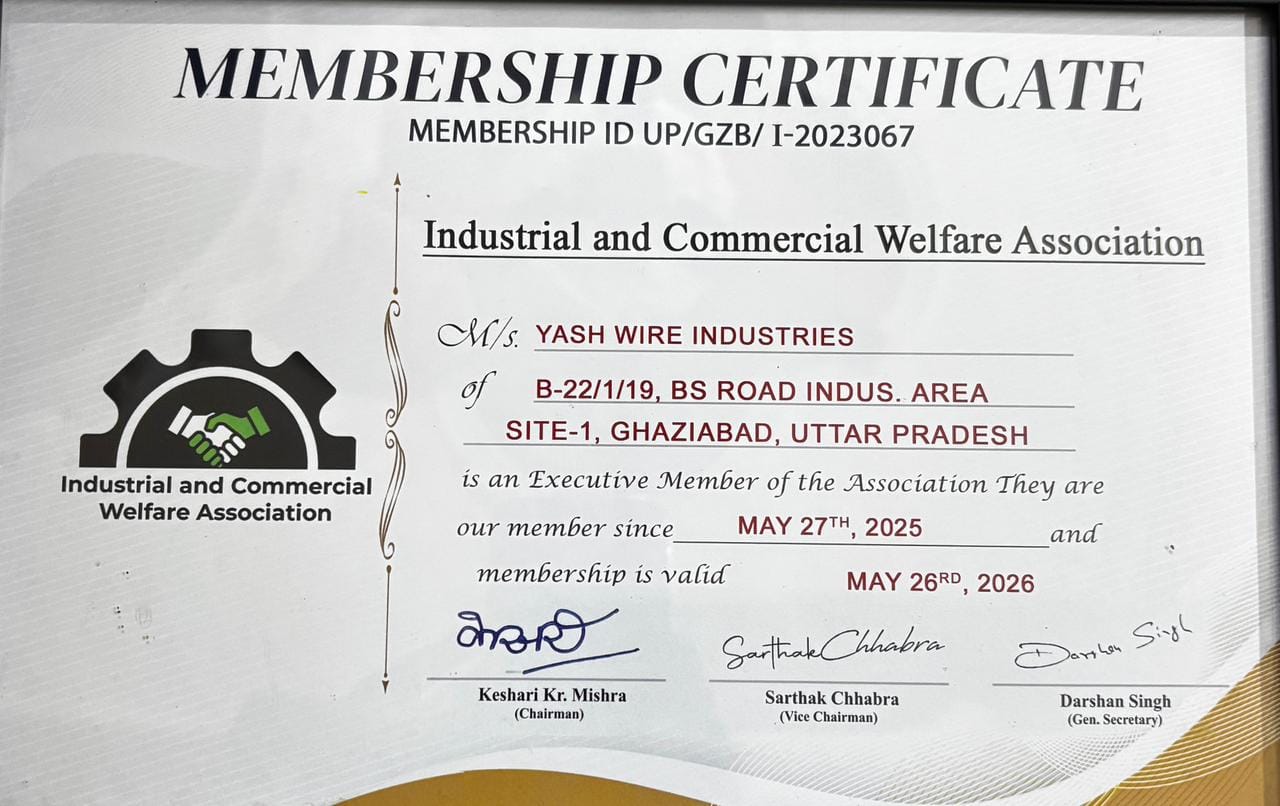 MEMBERSHIP CERTIFICATE
MEMBERSHIP ID UP/GZB/ I-2023067
Industrial and Commercial Welfare Association
M/s. YASH WIRE INDUSTRIES
of B-22/1/19, BS ROAD INDUS. AREA
SITE-1, GHAZIABAD, UTTAR PRADESH
is an Executive Member of the Association They are
our member since MAY 27TH, 2025 and
membership is valid MAY 26RD, 2026
Industrial and Commercial
Welfare Association
Sarthak Chhabra
Darshan Singh
Keshari Kr. Mishra
(Chairman)
Sarthak Chhabra
(Vice Chairman)
Darshan Singh
(Gen. Secretary)